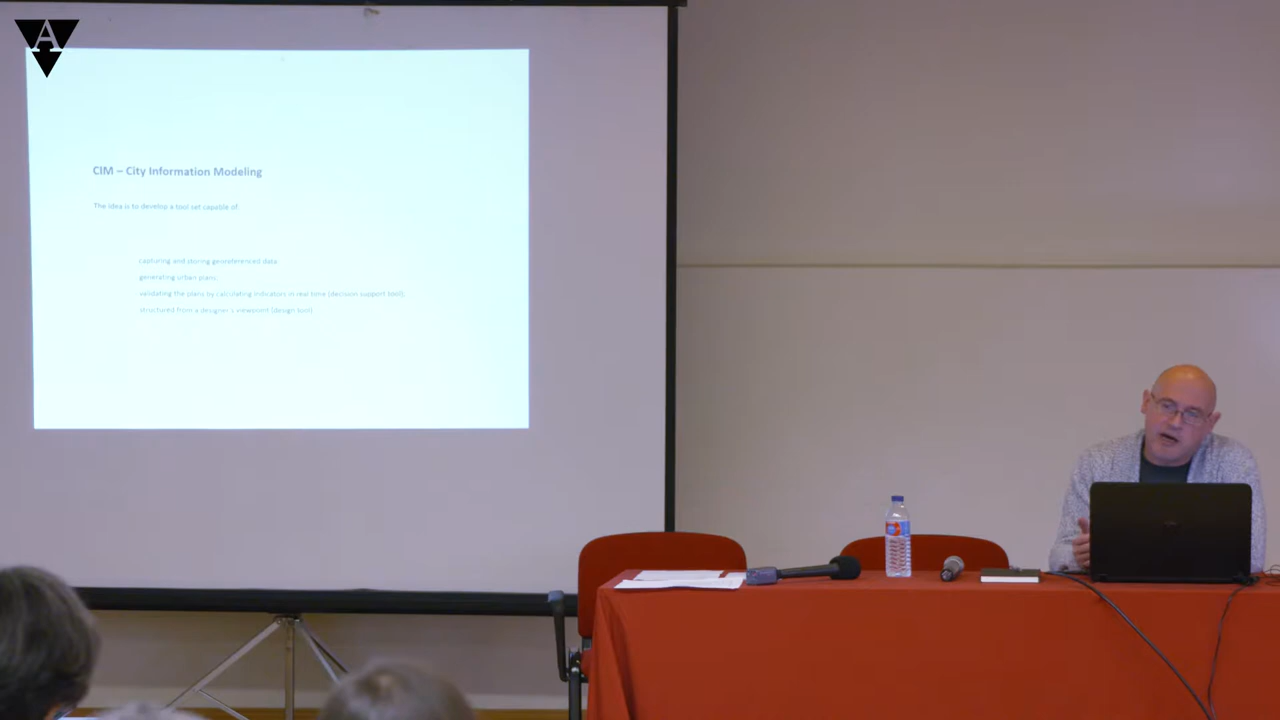 A
CIM – City Information Modeling
The idea is to develop a tool set capable of
capturing and storing georeferenced data
generating urban plans
validating the plans by calculating indicators in real time (decision support tool)
structured from a designer's viewpoint (design tool)